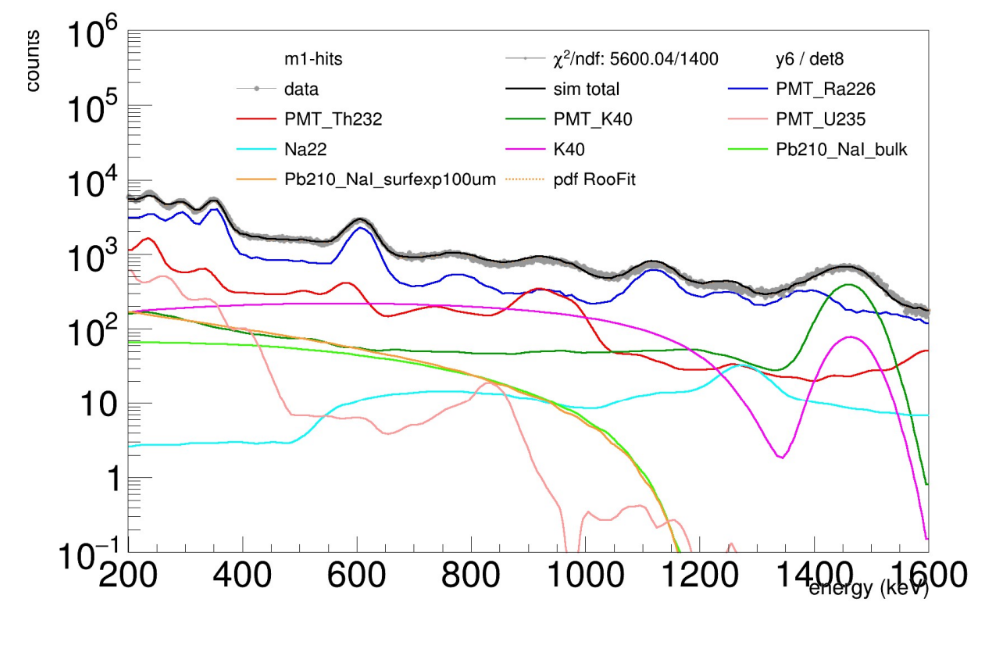 counts
10⁶
10⁵
10⁴
10³
10²
10
1
10⁻¹
m1-hits
χ²/ndf: 5600.04/1400
y6 / det8
data
sim total
PMT_Ra226
PMT_Th232
PMT_K40
PMT_U235
Na22
K40
Pb210_NaI_bulk
Pb210_NaI_surfexp100um
pdf RooFit
200 400 600 800 1000 1200 1400 1600
energy (keV)